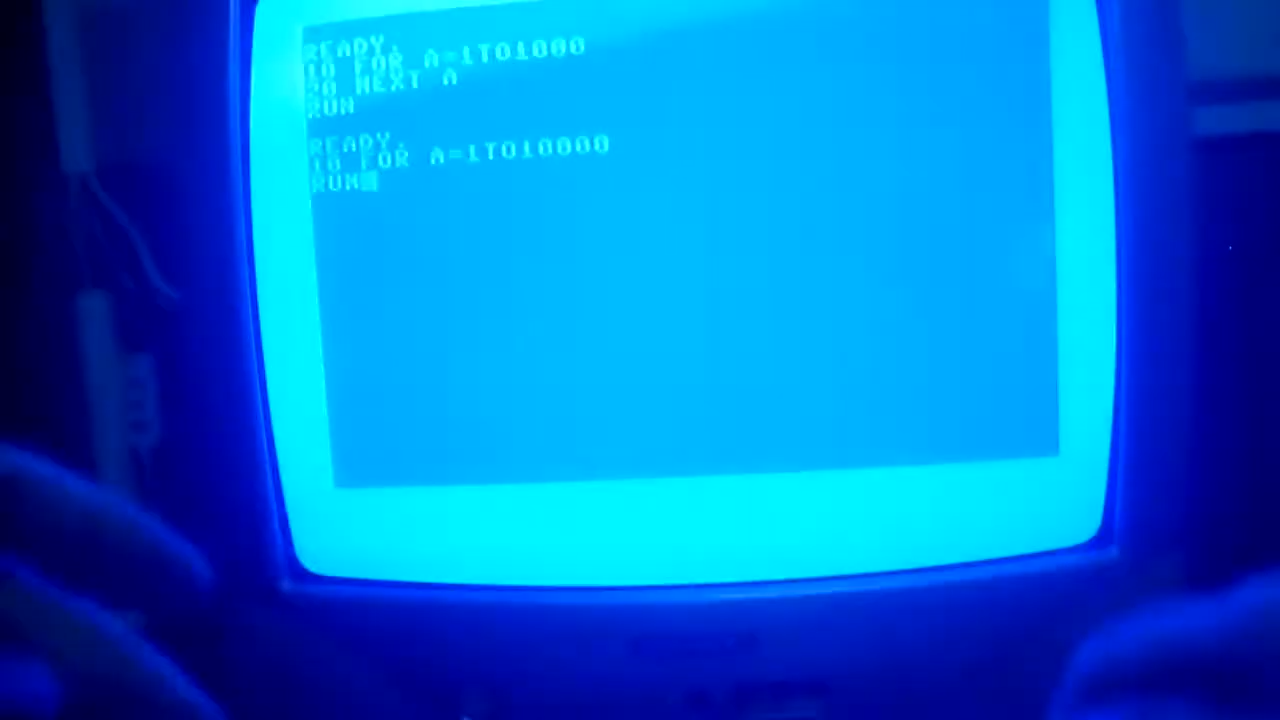 READY.
10 FOR A=1TO1000
20 NEXT A
RUN
READY.
10 FOR A=1TO10000
RUN